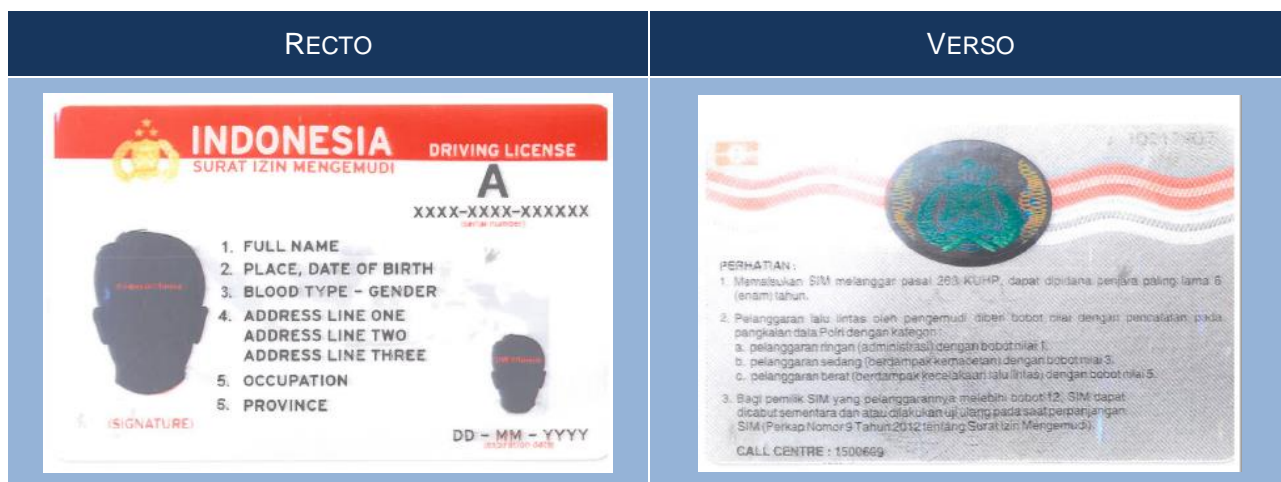 RECTO
VERSO
INDONESIA
SURAT IZIN MENGEMUDI
DRIVING LICENSE
A
XXXX-XXXX-XXXXXX
(serial number)
1. FULL NAME
2. PLACE, DATE OF BIRTH
3. BLOOD TYPE - GENDER
4. ADDRESS LINE ONE
ADDRESS LINE TWO
ADDRESS LINE THREE
5. OCCUPATION
5. PROVINCE
(SIGNATURE)
DD - MM - YYYY
(expiration date)
PERHATIAN :
1. Memalsukan SIM melanggar pasal 263 KUHP, dapat dipidana penjara paling lama 6
(enam) tahun.
2. Pelanggaran lalu lintas oleh pengemudi diberi bobot nilai dengan pencatatan pada
pangkalan data Polri dengan kategori :
a. pelanggaran ringan (administrasi) dengan bobot nilai 1.
b. pelanggaran sedang (berdampak kemacetan) dengan bobot nilai 3.
c. pelanggaran berat (berdampak kecelakaan lalu lintas) dengan bobot nilai 5.
3. Bagi pemilik SIM yang pelanggarannya melebihi bobot 12, SIM dapat
dicabut sementara dan atau dilakukan uji ulang pada saat perpanjangan
SIM (Perkap Nomor 9 Tahun 2012 tentang Surat Izin Mengemudi).
CALL CENTRE : 1500669